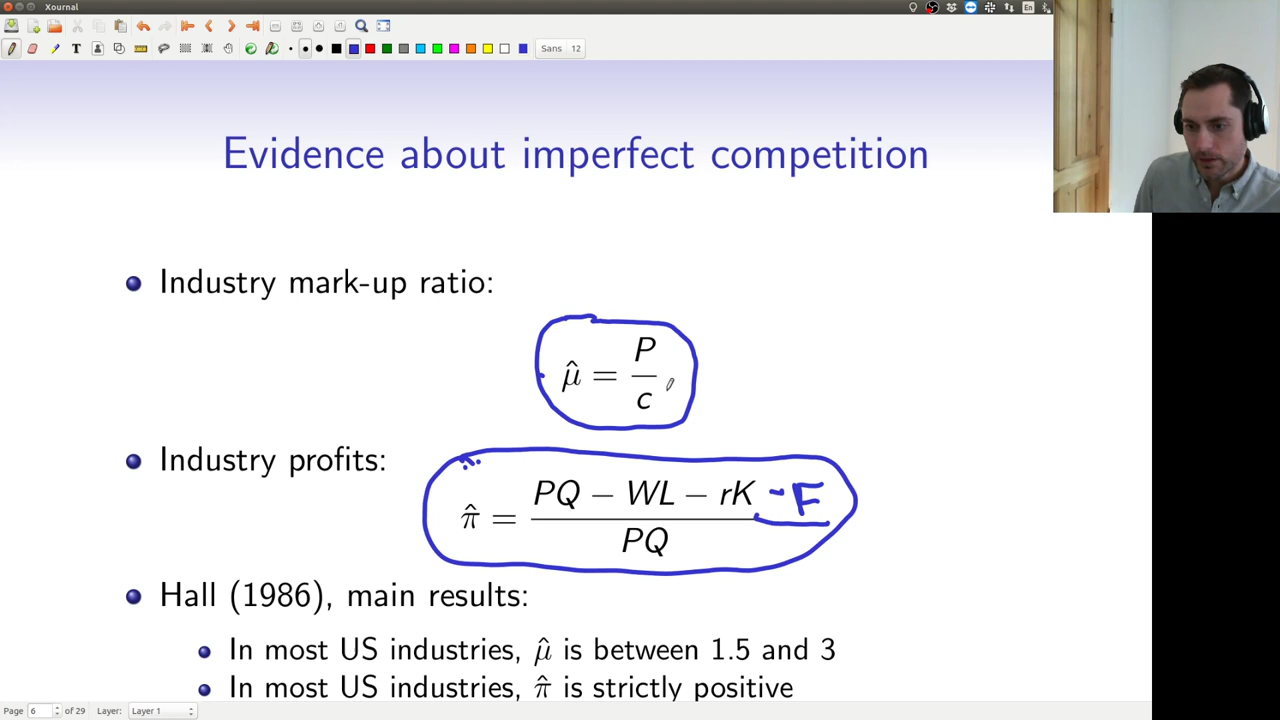 Xournal
En
Sans 12
Evidence about imperfect competition
Industry mark-up ratio:
μ̂ = P/c,
Industry profits:
π̂ = (PQ − WL − rK - F)/PQ
Hall (1986), main results:
In most US industries, μ̂ is between 1.5 and 3
In most US industries, π̂ is strictly positive
Page 6 of 29 Layer: Layer 1